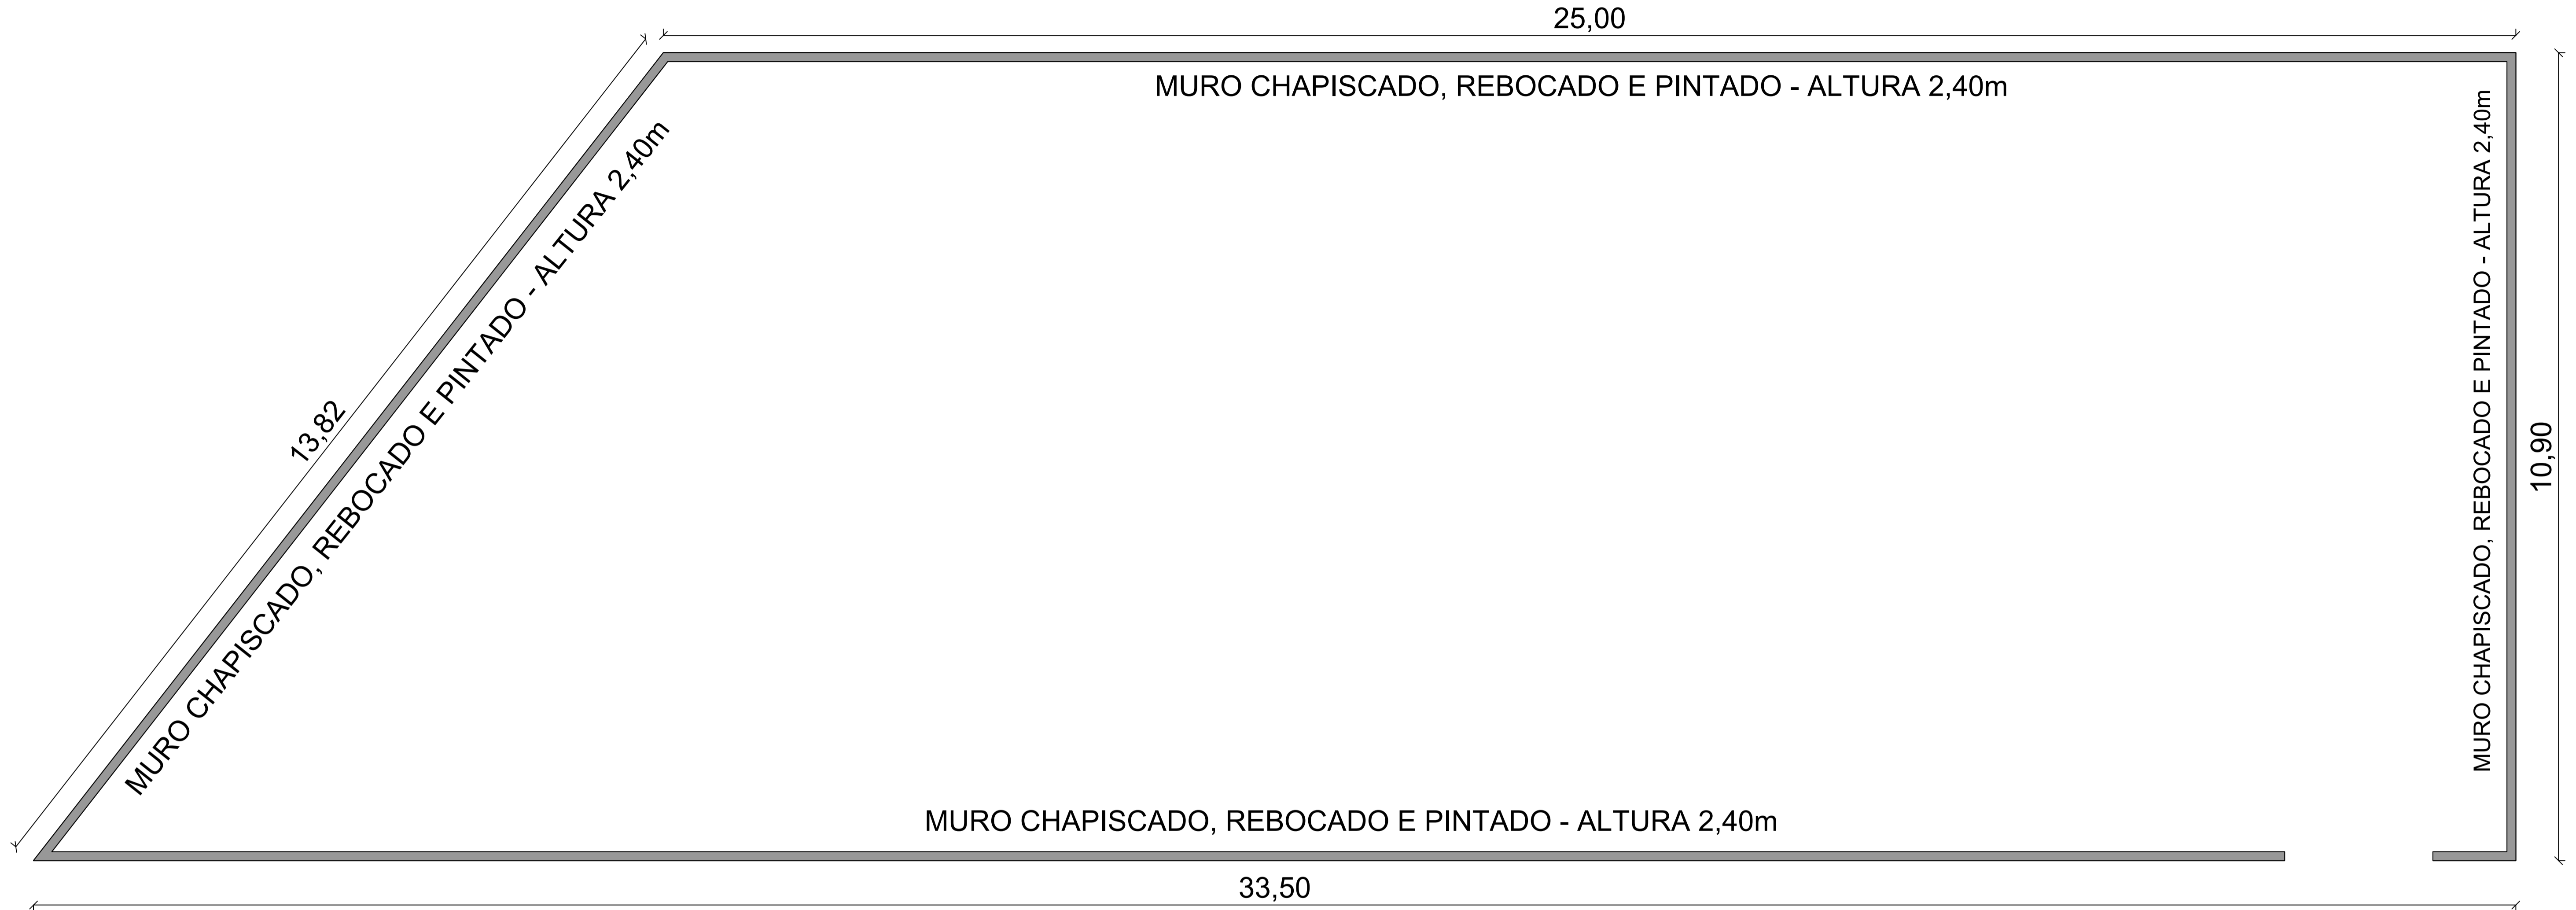 25,00
MURO CHAPISCADO, REBOCADO E PINTADO - ALTURA 2,40m
MURO CHAPISCADO, REBOCADO E PINTADO - ALTURA 2,40m
13,82
MURO CHAPISCADO, REBOCADO E PINTADO - ALTURA 2,40m
10,90
MURO CHAPISCADO, REBOCADO E PINTADO - ALTURA 2,40m
33,50